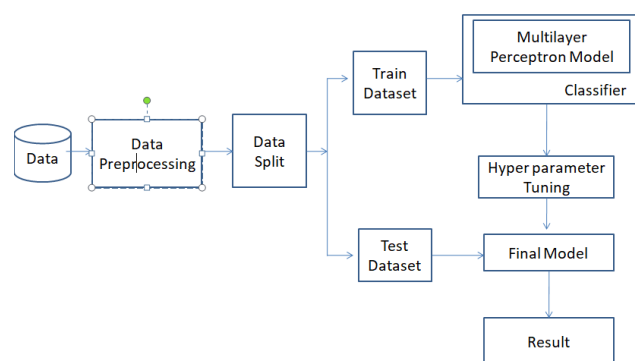 Data
Data
Preprocessing
Data
Split
Train
Dataset
Multilayer
Perceptron Model
Classifier
Hyper parameter
Tuning
Test
Dataset
Final Model
Result